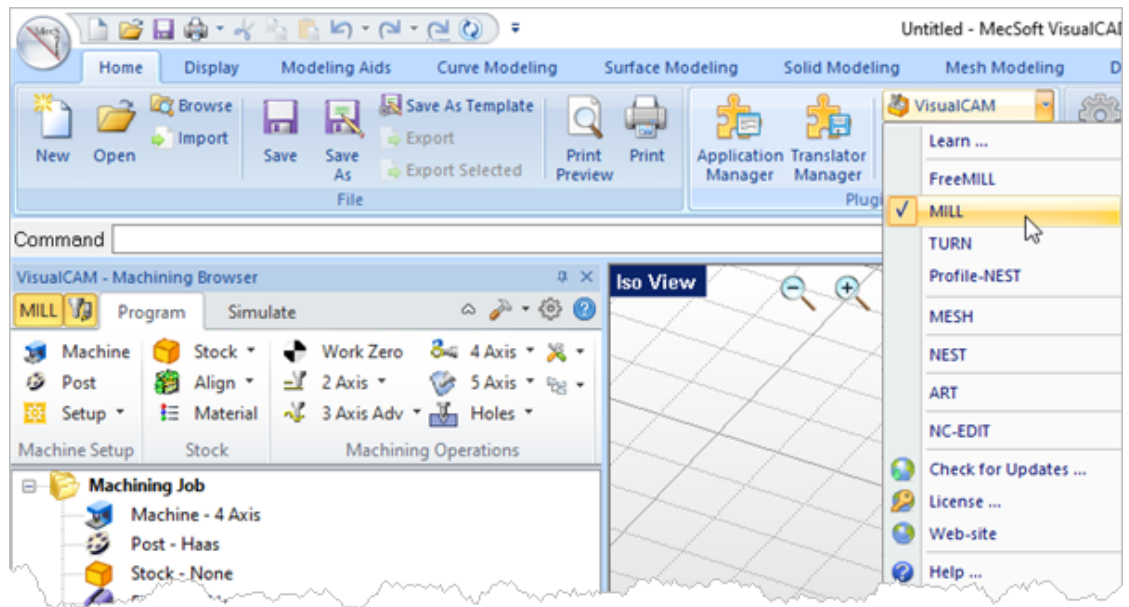 Untitled - MecSoft VisualCAD
Home Display Modeling Aids Curve Modeling Surface Modeling Solid Modeling Mesh Modeling D
Browse Save As Template VisualCAM
Import Export
New Open Save Save As Export Selected Print Preview Print Application Manager Translator Manager
File Plugi
Learn ...
FreeMILL
MILL
TURN
Profile-NEST
MESH
NEST
ART
NC-EDIT
Check for Updates ...
License ...
Web-site
Help ...
Command
VisualCAM - Machining Browser
MILL Program Simulate
Machine Stock Work Zero 4 Axis
Post Align 2 Axis 5 Axis
Setup Material 3 Axis Adv Holes
Machine Setup Stock Machining Operations
Machining Job
Machine - 4 Axis
Post - Haas
Stock - None
Iso View